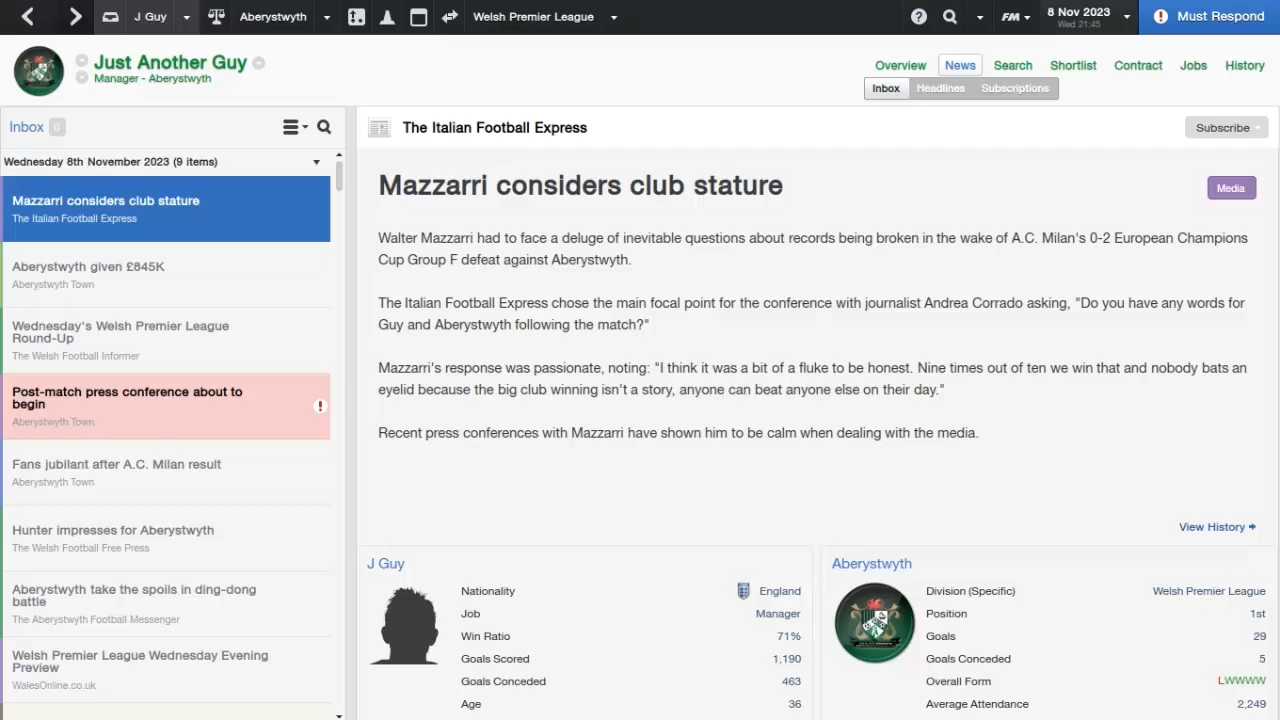 J Guy
Aberystwyth
Welsh Premier League
FM
8 Nov 2023
Wed 21:45
Must Respond
Just Another Guy
Manager - Aberystwyth
Overview
News
Search
Shortlist
Contract
Jobs
History
Inbox
Headlines
Subscriptions
Inbox 0
The Italian Football Express
Subscribe
Wednesday 8th November 2023 (9 items)
Mazzarri considers club stature
The Italian Football Express
Aberystwyth given £845K
Aberystwyth Town
Wednesday's Welsh Premier League
Round-Up
The Welsh Football Informer
Post-match press conference about to
begin
Aberystwyth Town
Fans jubilant after A.C. Milan result
Aberystwyth Town
Hunter impresses for Aberystwyth
The Welsh Football Free Press
Aberystwyth take the spoils in ding-dong
battle
The Aberystwyth Football Messenger
Welsh Premier League Wednesday Evening
Preview
WalesOnline.co.uk
Mazzarri considers club stature
Media
Walter Mazzarri had to face a deluge of inevitable questions about records being broken in the wake of A.C. Milan's 0-2 European Champions
Cup Group F defeat against Aberystwyth.
The Italian Football Express chose the main focal point for the conference with journalist Andrea Corrado asking, "Do you have any words for
Guy and Aberystwyth following the match?"
Mazzarri's response was passionate, noting: "I think it was a bit of a fluke to be honest. Nine times out of ten we win that and nobody bats an
eyelid because the big club winning isn't a story, anyone can beat anyone else on their day."
Recent press conferences with Mazzarri have shown him to be calm when dealing with the media.
View History
J Guy
Nationality England
Job Manager
Win Ratio 71%
Goals Scored 1,190
Goals Conceded 463
Age 36
Aberystwyth
Division (Specific) Welsh Premier League
Position 1st
Goals 29
Goals Conceded 5
Overall Form LWWWW
Average Attendance 2,249